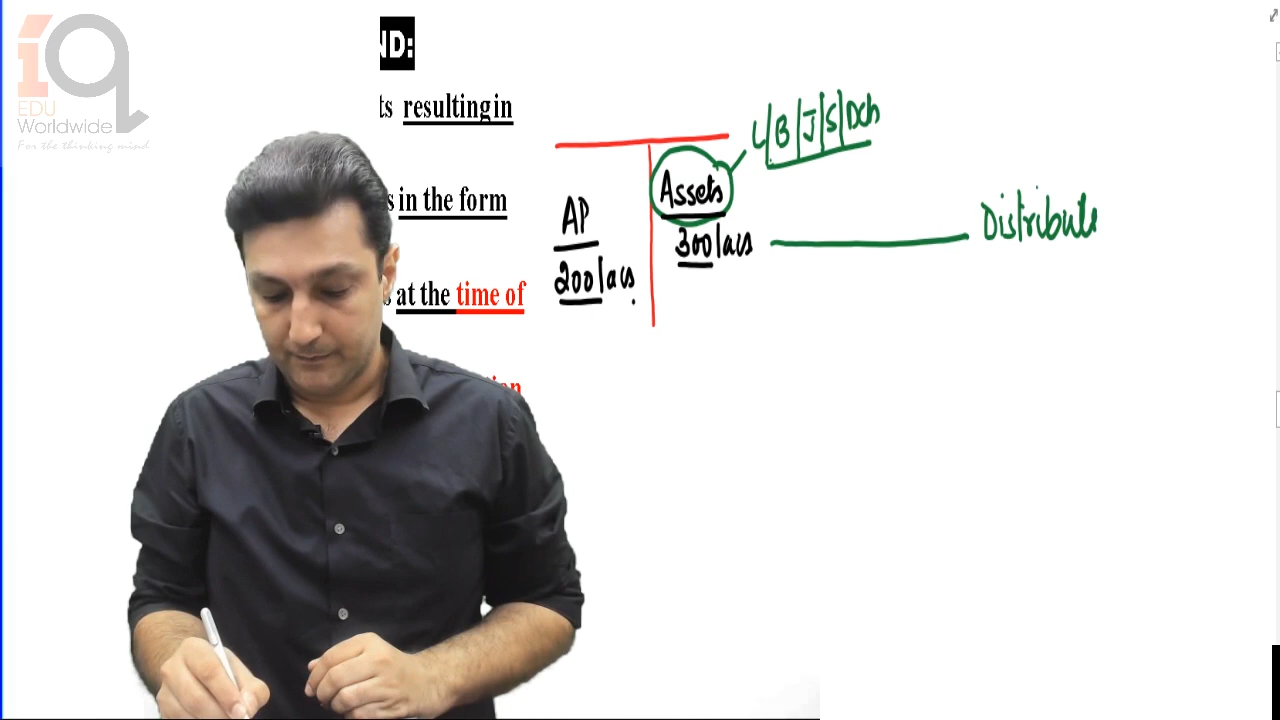 iQ
EDU
Worldwide
For the thinking mind
ND:
ts resulting in
s in the form
at the time of
L/B/J/S/Dch
Assets
AP
300 lacs
200 lacs
Distribute